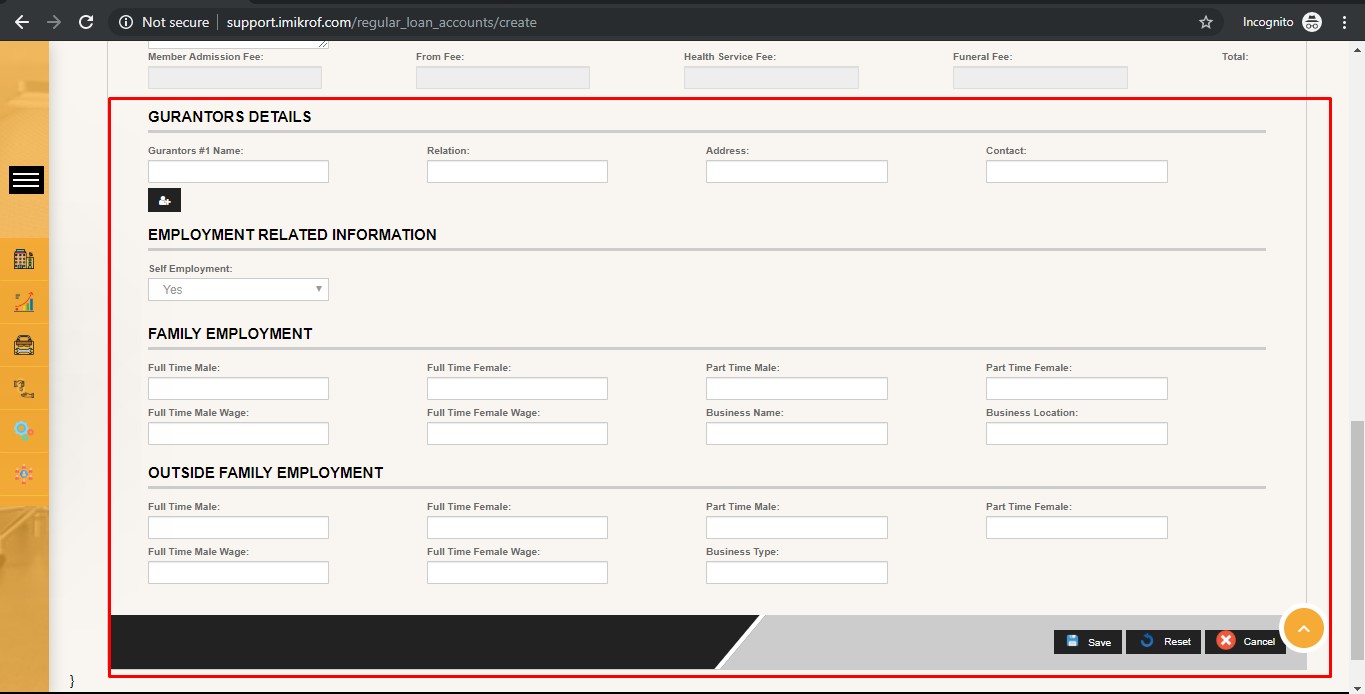 Not secure support.imikrof.com/regular_loan_accounts/create Incognito
Member Admission Fee: From Fee: Health Service Fee: Funeral Fee: Total:
GURANTORS DETAILS
Gurantors #1 Name: Relation: Address: Contact:
EMPLOYMENT RELATED INFORMATION
Self Employment:
Yes
FAMILY EMPLOYMENT
Full Time Male: Full Time Female: Part Time Male: Part Time Female:
Full Time Male Wage: Full Time Female Wage: Business Name: Business Location:
OUTSIDE FAMILY EMPLOYMENT
Full Time Male: Full Time Female: Part Time Male: Part Time Female:
Full Time Male Wage: Full Time Female Wage: Business Type:
Save Reset Cancel
}